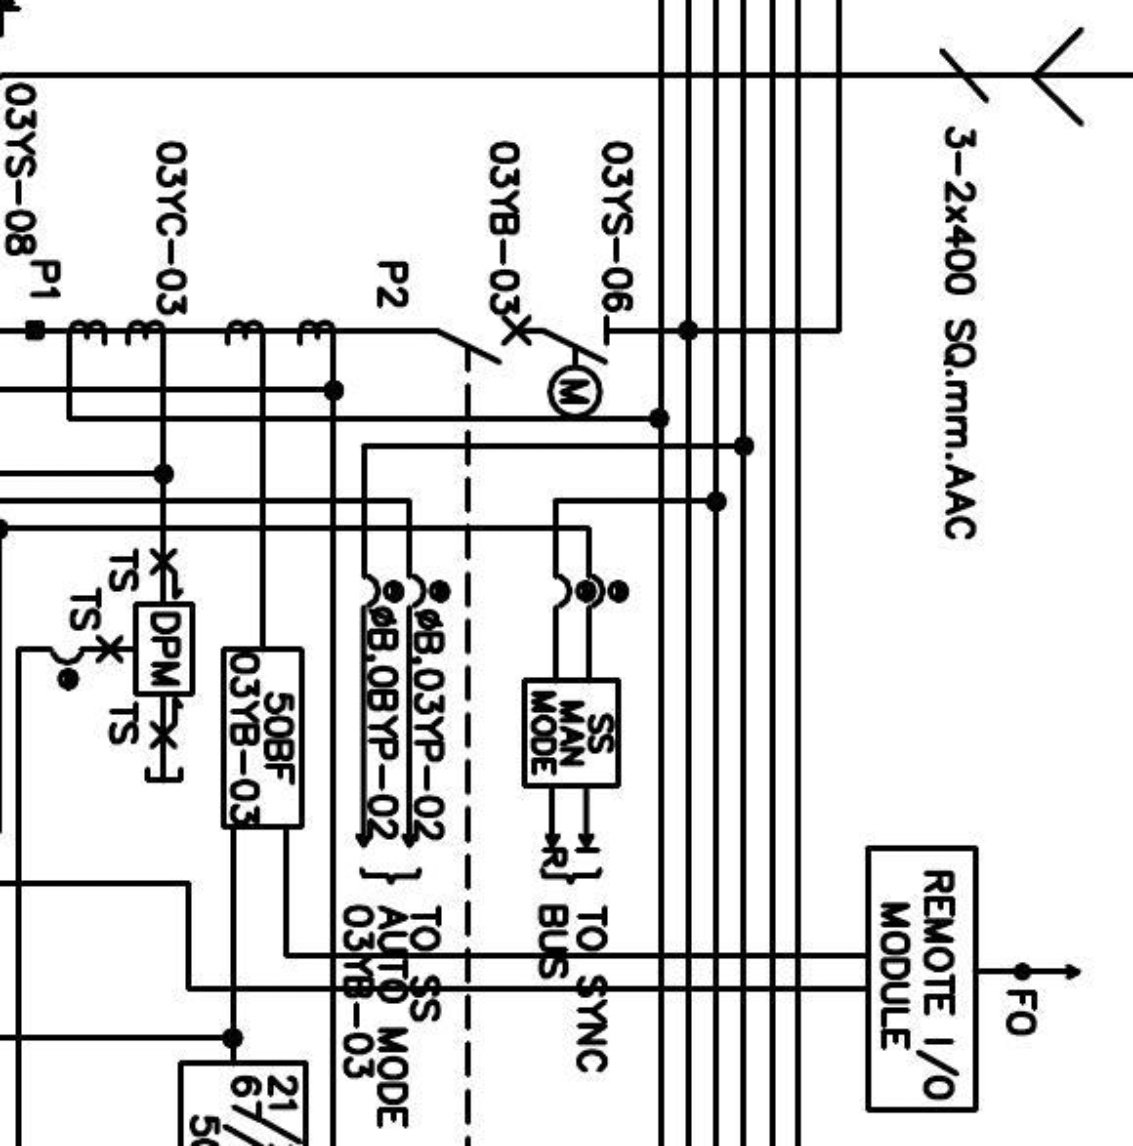 3-2x400 SQ.mm.AAC
03YS-06
03YB-03
P2
03YC-03
P1
03YS-08
M
TS
DPM
TS
TS
50BF
03YB-03
ØB,03YP-02
ØB,0BYP-02
SS
MAN
MODE
I
R
TO SYNC
BUS
TO SS
AUTO MODE
03YB-03
REMOTE I/O
MODULE
FO
21/